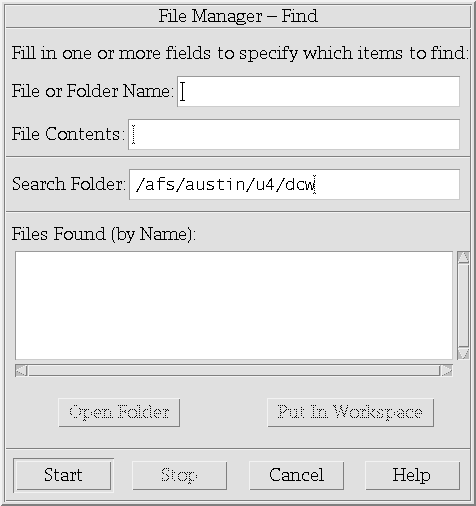 File Manager – Find
Fill in one or more fields to specify which items to find:
File or Folder Name:
File Contents:
Search Folder: /afs/austin/u4/dcw
Files Found (by Name):
Open Folder Put In Workspace
Start Stop Cancel Help